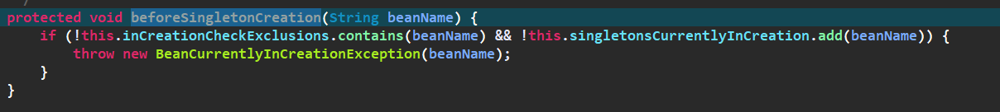 /
protected void beforeSingletonCreation(String beanName) {
if (!this.inCreationCheckExclusions.contains(beanName) && !this.singletonsCurrentlyInCreation.add(beanName)) {
throw new BeanCurrentlyInCreationException(beanName);
}
}